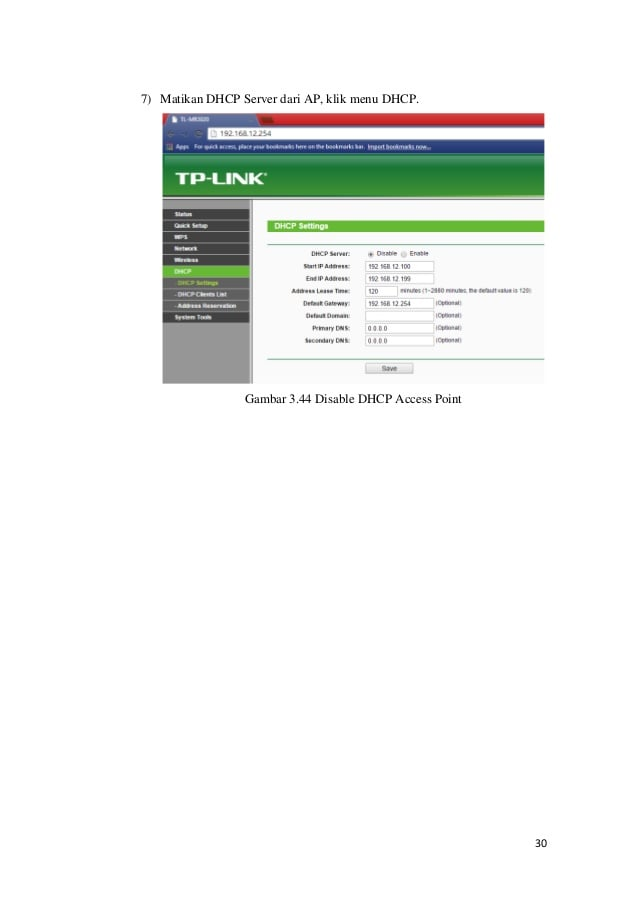 7) Matikan DHCP Server dari AP, klik menu DHCP.
TL-MR3020
192.168.12.254
Apps For quick access, place your bookmarks here on the bookmarks bar. Import bookmarks now...
TP-LINK
Status
Quick Setup
WPS
Network
Wireless
DHCP
- DHCP Settings
- DHCP Clients List
- Address Reservation
System Tools
DHCP Settings
DHCP Server: Disable Enable
Start IP Address: 192.168.12.100
End IP Address: 192.168.12.199
Address Lease Time: 120 minutes (1~2880 minutes, the default value is 120)
Default Gateway: 192.168.12.254 (Optional)
Default Domain: (Optional)
Primary DNS: 0.0.0.0 (Optional)
Secondary DNS: 0.0.0.0 (Optional)
Save
Gambar 3.44 Disable DHCP Access Point
30